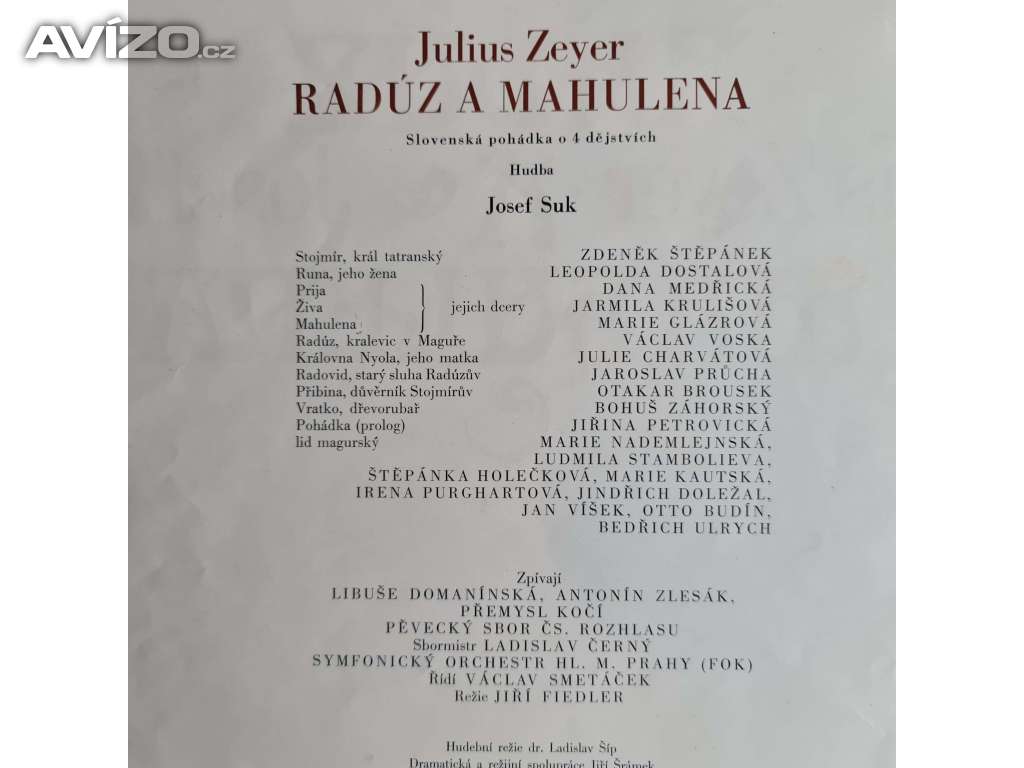 AVÍZO.cz
Julius Zeyer
RADÚZ A MAHULENA
Slovenská pohádka o 4 dějstvích
Hudba
Josef Suk
Stojmír, král tatranský ZDENĚK ŠTĚPÁNEK
Runa, jeho žena LEOPOLDA DOSTALOVÁ
Prija DANA MEDŘICKÁ
Živa jejich dcery JARMILA KRULIŠOVÁ
Mahulena MARIE GLÁZROVÁ
Radúz, kralevic v Maguře VÁCLAV VOSKA
Královna Nyola, jeho matka JULIE CHARVÁTOVÁ
Radovid, starý sluha Radúzův JAROSLAV PRŮCHA
Přibina, důvěrník Stojmírův OTAKAR BROUSEK
Vratko, dřevorubař BOHUŠ ZÁHORSKÝ
Pohádka (prolog) JIŘINA PETROVICKÁ
lid magurský MARIE NADEMLEJNSKÁ,
LUDMILA STAMBOLIEVA,
ŠTĚPÁNKA HOLEČKOVÁ, MARIE KAUTSKÁ,
IRENA PURGHARTOVÁ, JINDŘICH DOLEŽAL,
JAN VÍŠEK, OTTO BUDÍN,
BEDŘICH ULRYCH
Zpívají
LIBUŠE DOMANÍNSKÁ, ANTONÍN ZLESÁK,
PŘEMYSL KOČÍ
PĚVECKÝ SBOR ČS. ROZHLASU
Sbormistr LADISLAV ČERNÝ
SYMFONICKÝ ORCHESTR HL. M. PRAHY (FOK)
Řídí VÁCLAV SMETÁČEK
Režie JIŘÍ FIEDLER
Hudební režie dr. Ladislav Šíp
Dramatická a režijní spolupráce Jiří Šrámek